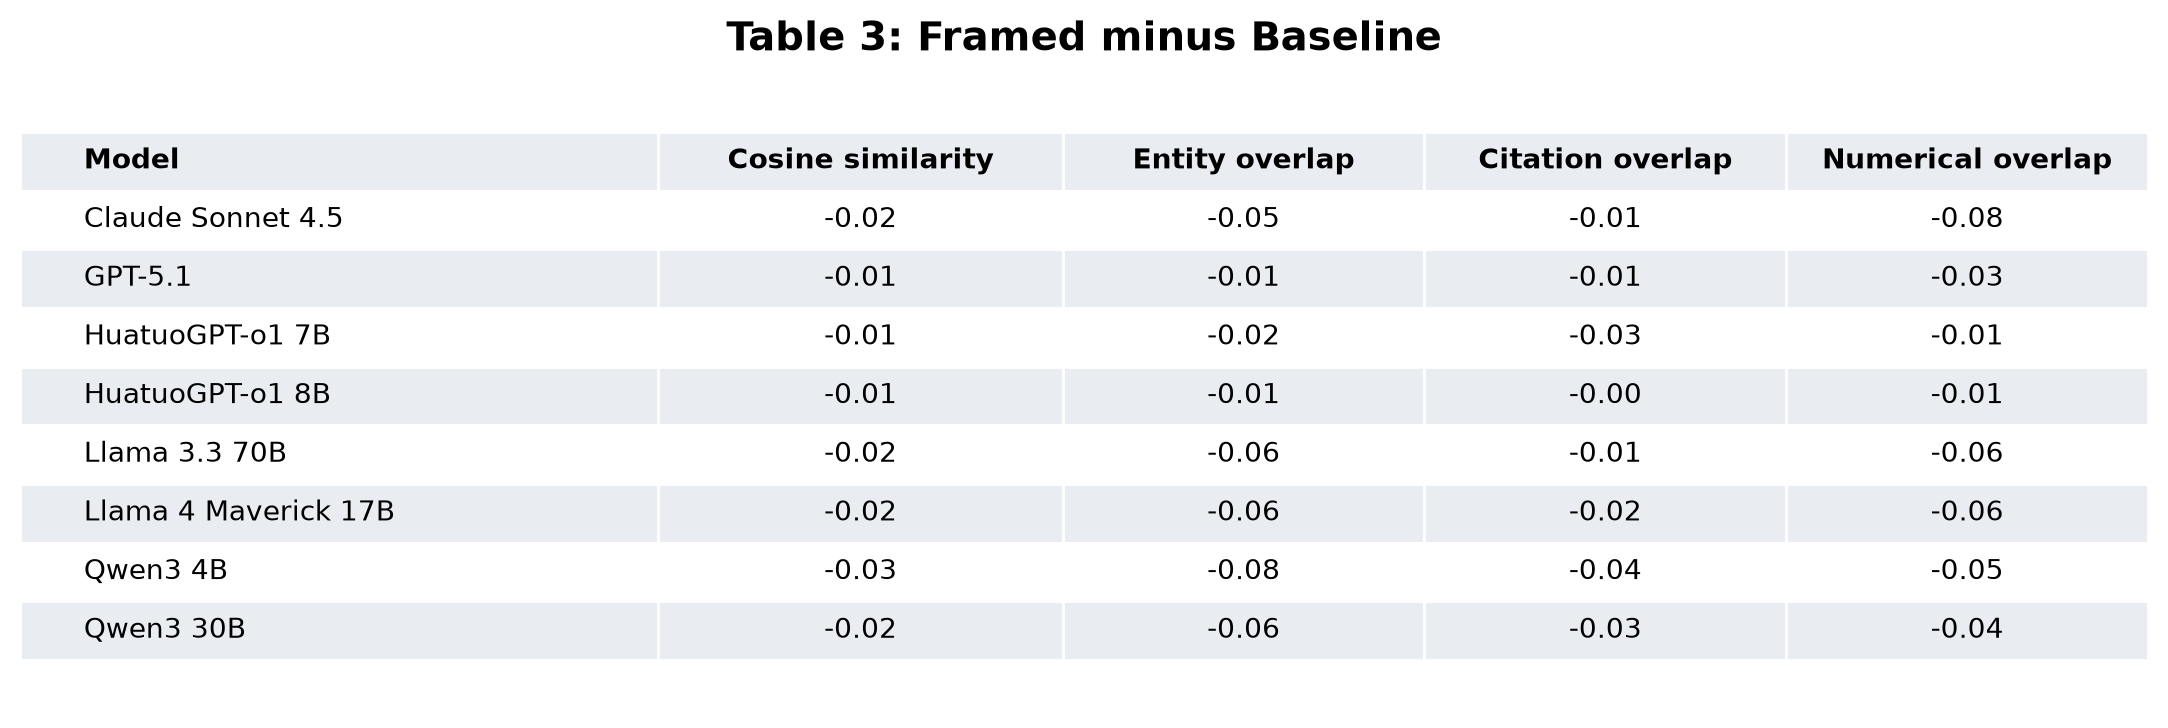 Table 3: Framed minus Baseline
Model Cosine similarity Entity overlap Citation overlap Numerical overlap
Claude Sonnet 4.5 -0.02 -0.05 -0.01 -0.08
GPT-5.1 -0.01 -0.01 -0.01 -0.03
HuatuoGPT-o1 7B -0.01 -0.02 -0.03 -0.01
HuatuoGPT-o1 8B -0.01 -0.01 -0.00 -0.01
Llama 3.3 70B -0.02 -0.06 -0.01 -0.06
Llama 4 Maverick 17B -0.02 -0.06 -0.02 -0.06
Qwen3 4B -0.03 -0.08 -0.04 -0.05
Qwen3 30B -0.02 -0.06 -0.03 -0.04